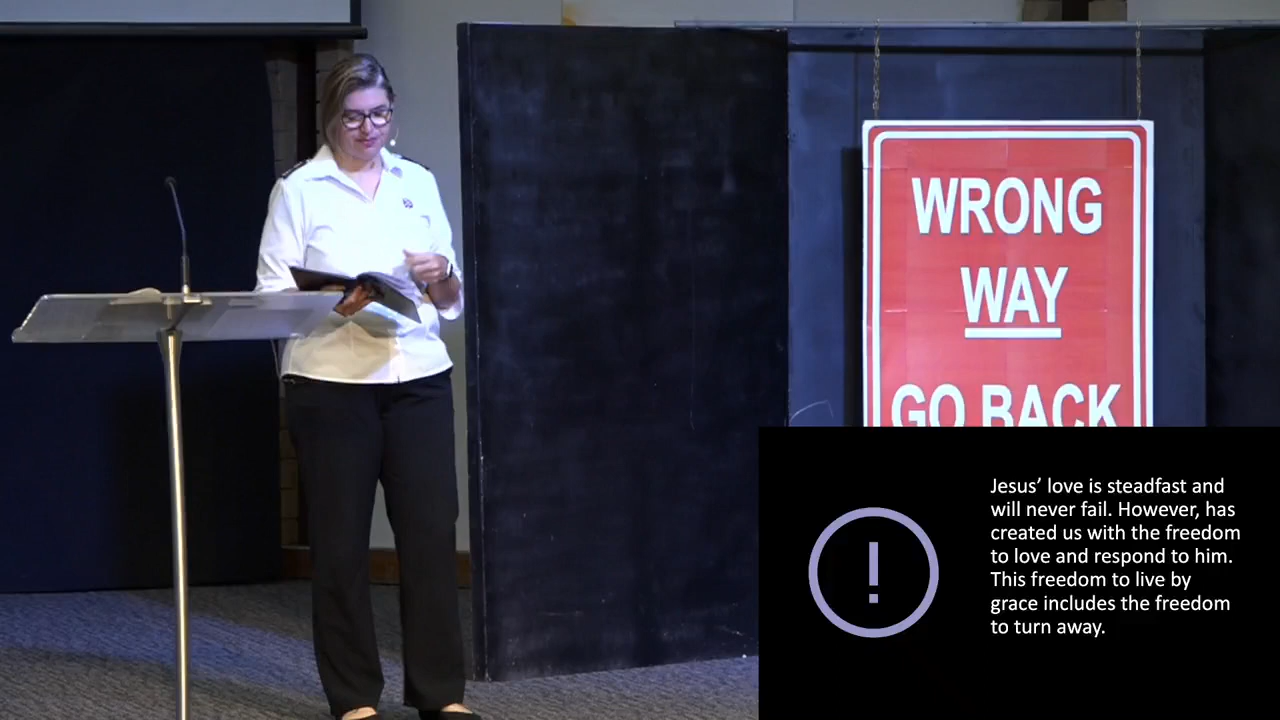 WRONG
WAY
GO BACK
Jesus’ love is steadfast and
will never fail. However, has
created us with the freedom
to love and respond to him.
This freedom to live by
grace includes the freedom
to turn away.